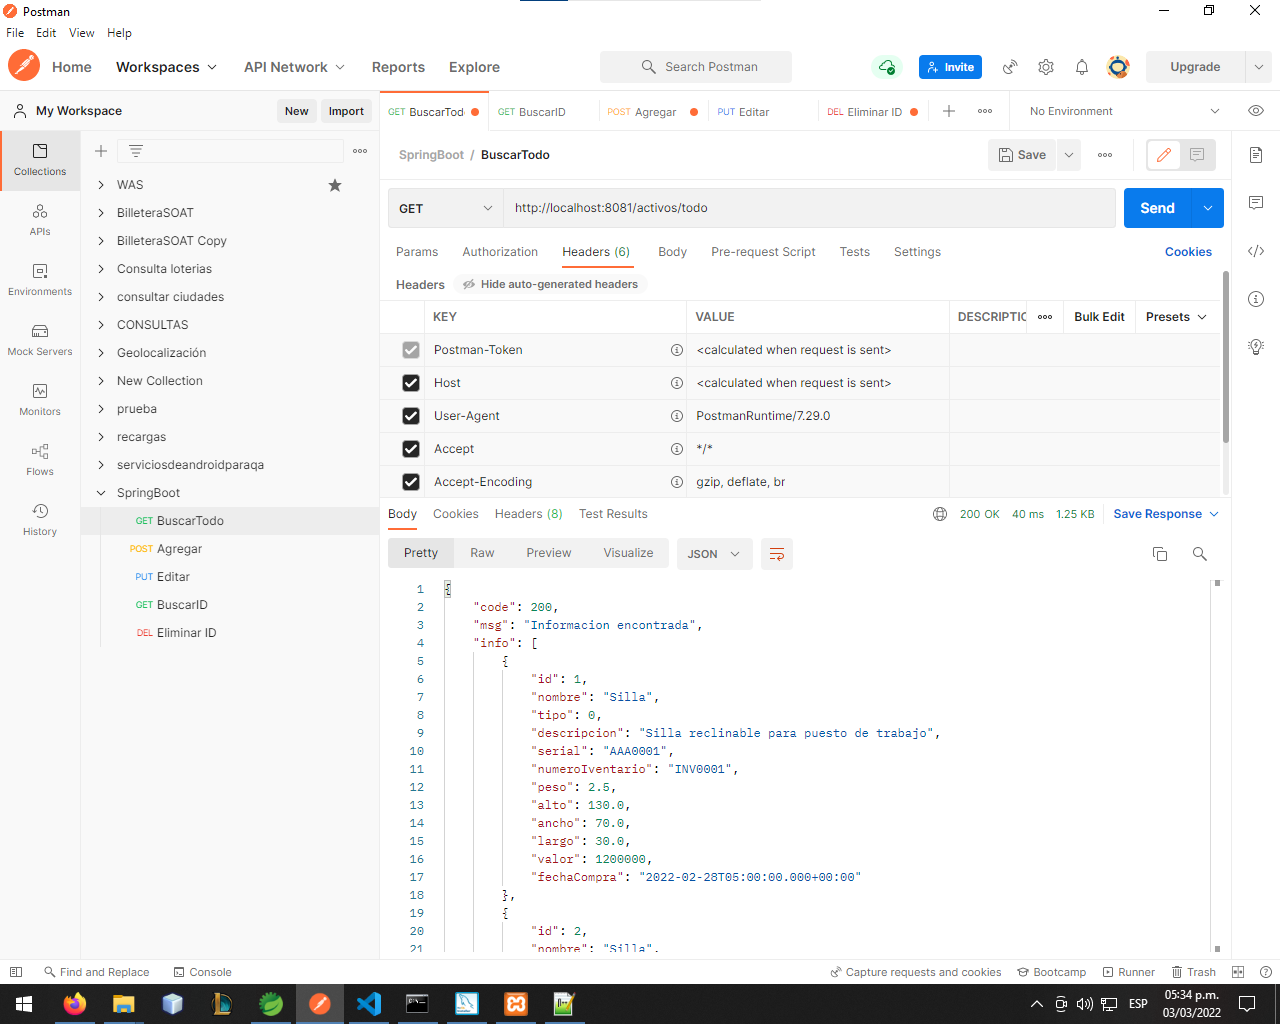 Postman
File Edit View Help
Home Workspaces API Network Reports Explore Search Postman Invite Upgrade
My Workspace New Import GET BuscarTod GET BuscarID POST Agregar PUT Editar DEL Eliminar ID No Environment
Collections
APIs
Environments
Mock Servers
Monitors
Flows
History
WAS
BilleteraSOAT
BilleteraSOAT Copy
Consulta loterias
consultar ciudades
CONSULTAS
Geolocalización
New Collection
prueba
recargas
serviciosdeandroidparaqa
SpringBoot
GET BuscarTodo
POST Agregar
PUT Editar
GET BuscarID
DEL Eliminar ID
SpringBoot / BuscarTodo Save
GET http://localhost:8081/activos/todo Send
Params Authorization Headers (6) Body Pre-request Script Tests Settings Cookies
Headers Hide auto-generated headers
KEY VALUE DESCRIPTIO Bulk Edit Presets
Postman-Token <calculated when request is sent>
Host <calculated when request is sent>
User-Agent PostmanRuntime/7.29.0
Accept */*
Accept-Encoding gzip, deflate, br
Body Cookies Headers (8) Test Results 200 OK 40 ms 1.25 KB Save Response
Pretty Raw Preview Visualize JSON
1 {
2 "code": 200,
3 "msg": "Informacion encontrada",
4 "info": [
5 {
6 "id": 1,
7 "nombre": "Silla",
8 "tipo": 0,
9 "descripcion": "Silla reclinable para puesto de trabajo",
10 "serial": "AAA0001",
11 "numeroIventario": "INV0001",
12 "peso": 2.5,
13 "alto": 130.0,
14 "ancho": 70.0,
15 "largo": 30.0,
16 "valor": 1200000,
17 "fechaCompra": "2022-02-28T05:00:00.000+00:00"
18 },
19 {
20 "id": 2,
21 "nombre": "Silla",
Find and Replace Console Capture requests and cookies Bootcamp Runner Trash
ESP 05:34 p.m.
03/03/2022